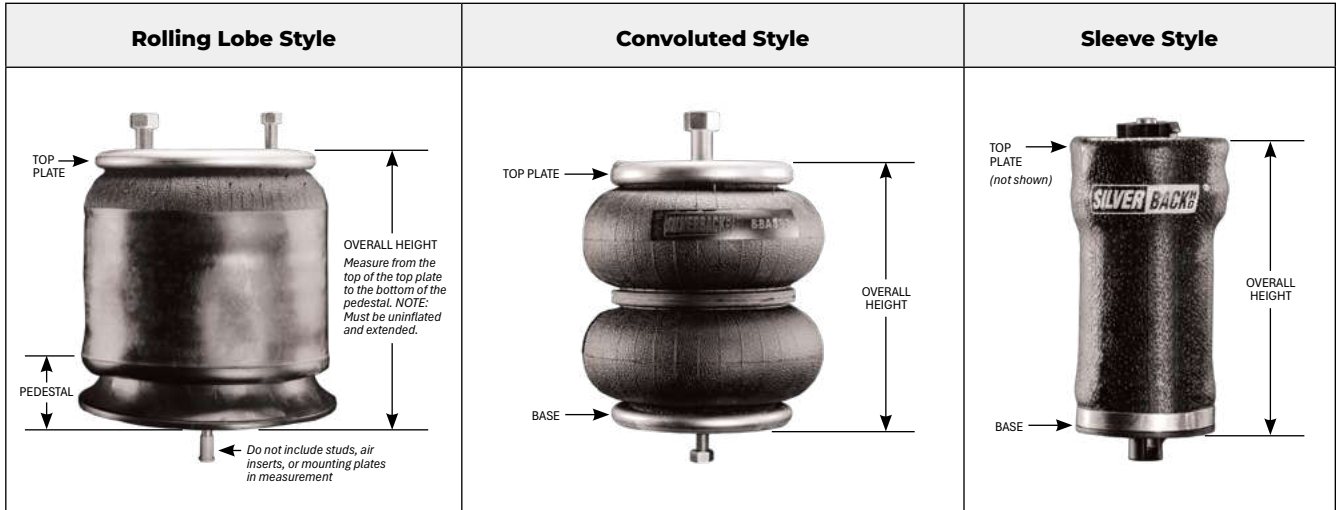 Rolling Lobe Style
Convoluted Style
Sleeve Style
TOP
PLATE
OVERALL HEIGHT
Measure from the
top of the top plate
to the bottom of the
pedestal. NOTE:
Must be uninflated
and extended.
PEDESTAL
Do not include studs, air
inserts, or mounting plates
in measurement
TOP PLATE
OVERALL
HEIGHT
BASE
TOP
PLATE
(not shown)
SILVERBACK HD
OVERALL
HEIGHT
BASE